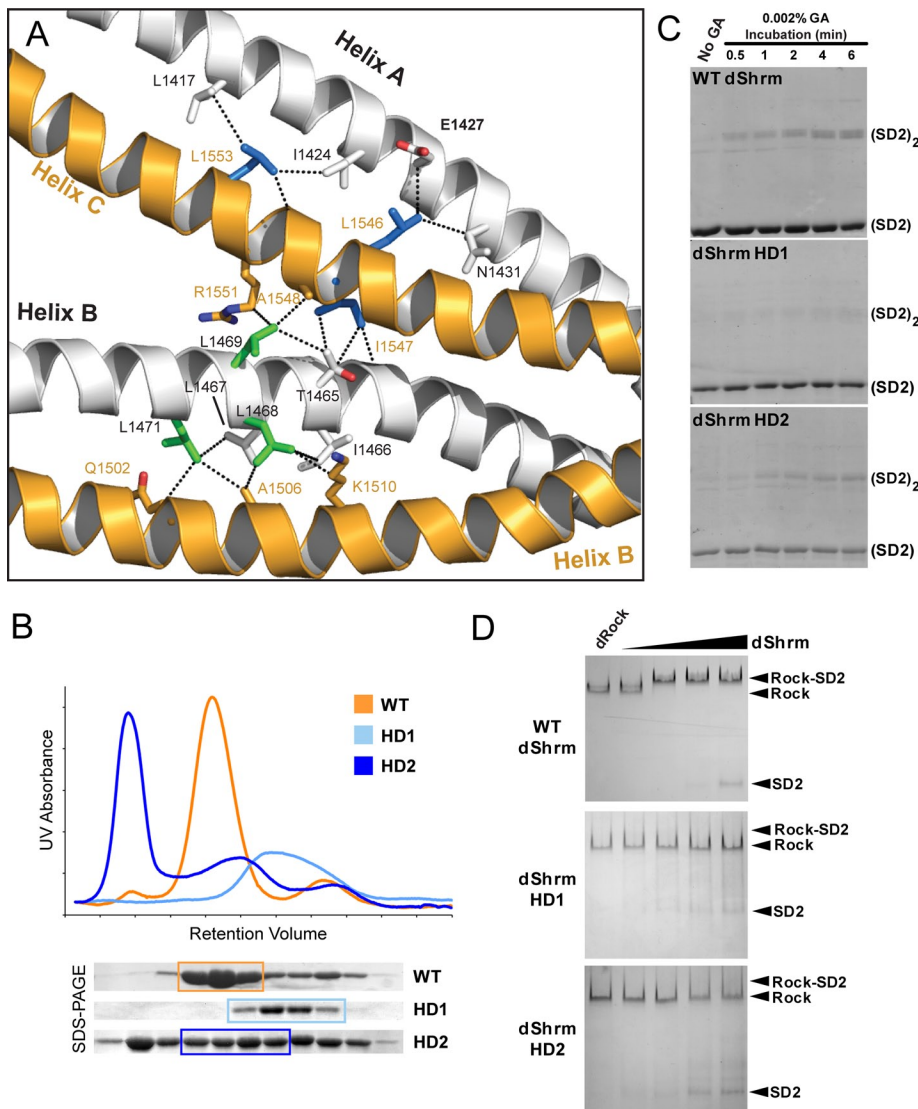 A
Helix A
L1417
E1427
L1553
I1424
Helix C
L1546
N1431
R1551
A1548
Helix B
L1469
I1547
L1467
T1465
L1468
L1471
I1466
Q1502
A1506
K1510
Helix B
C
No GA
0.002% GA
Incubation (min)
0.5 1 2 4 6
WT dShrm
(SD2)2
(SD2)
dShrm HD1
(SD2)2
(SD2)
dShrm HD2
(SD2)2
(SD2)
B
WT
HD1
HD2
UV Absorbance
Retention Volume
SDS-PAGE
WT
HD1
HD2
D
dRock
dShrm
Rock-SD2
Rock
WT
dShrm
SD2
Rock-SD2
Rock
dShrm
HD1
SD2
Rock-SD2
Rock
dShrm
HD2
SD2